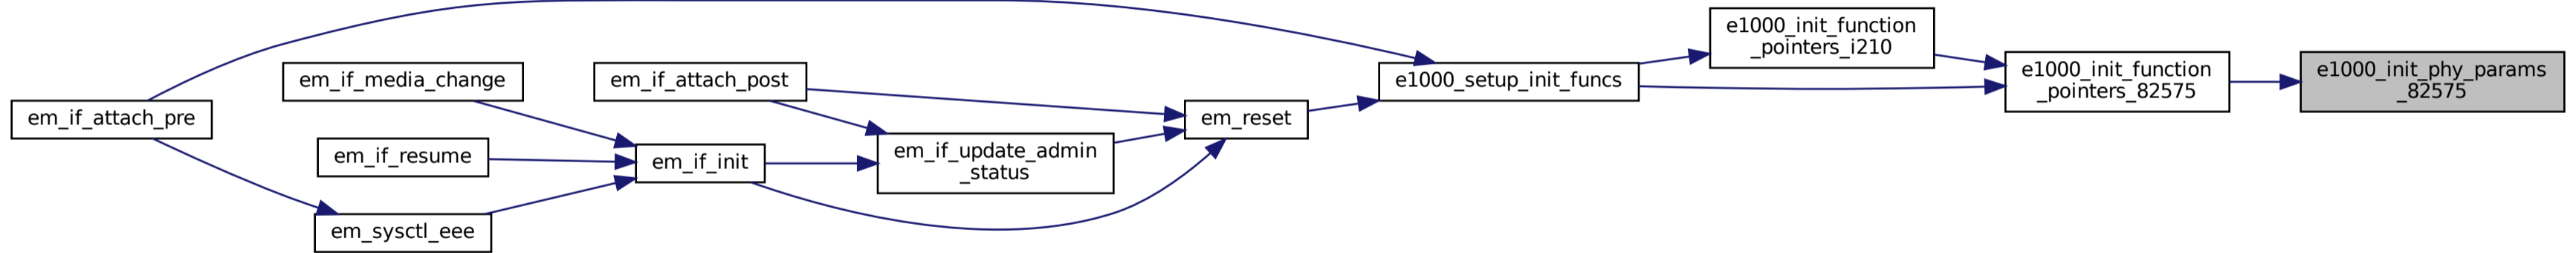 em_if_attach_pre
em_if_media_change
em_if_resume
em_sysctl_eee
em_if_attach_post
em_if_init
em_if_update_admin
_status
em_reset
e1000_setup_init_funcs
e1000_init_function
_pointers_i210
e1000_init_function
_pointers_82575
e1000_init_phy_params
_82575